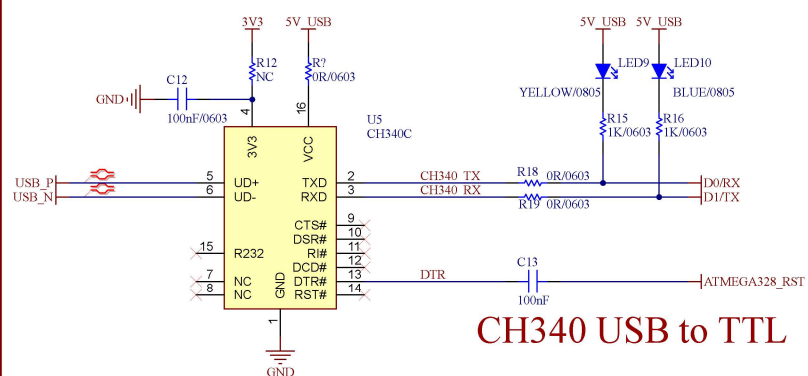 3V3
5V_USB
5V_USB
5V_USB
R12
NC
R?
0R/0603
LED9
LED10
C12
GND
100nF/0603
YELLOW/0805
BLUE/0805
4
16
U5
CH340C
R15
1K/0603
R16
1K/0603
3V3
VCC
USB_P
5
UD+
TXD
2
CH340_TX
R18
0R/0603
D0/RX
USB_N
6
UD-
RXD
3
CH340_RX
R19
0R/0603
D1/TX
CTS#
9
DSR#
10
15
R232
RI#
11
DCD#
12
7
NC
DTR#
13
DTR
C13
100nF
ATMEGA328_RST
8
NC
RST#
14
GND
1
GND
CH340 USB to TTL